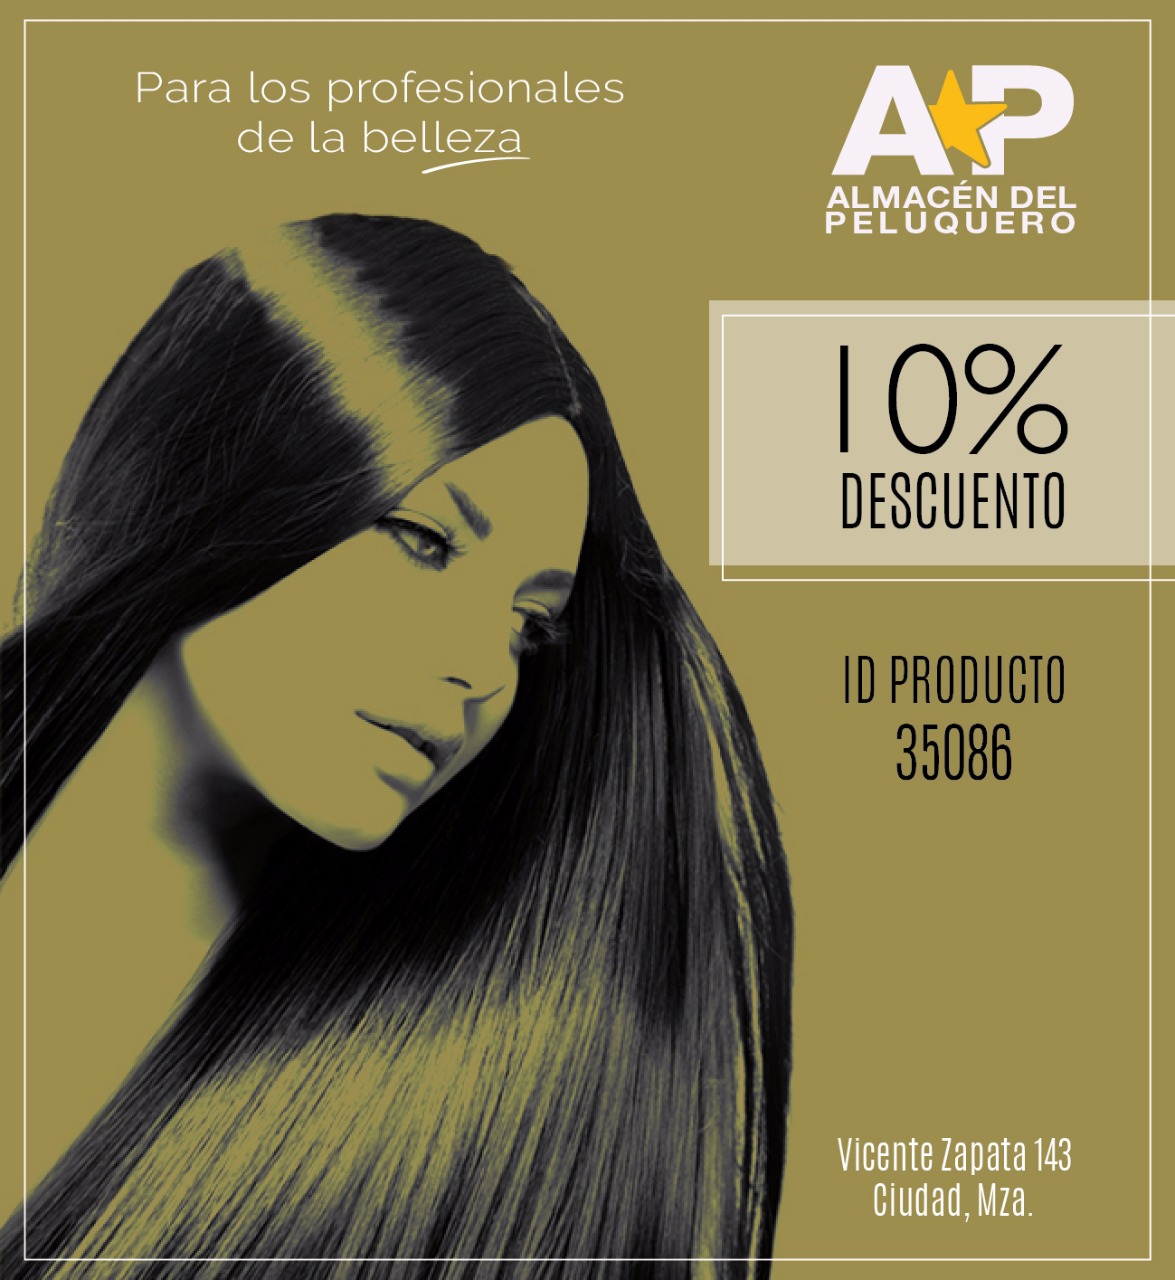 Para los profesionales
de la belleza
AP
ALMACÉN DEL
PELUQUERO
10%
DESCUENTO
ID PRODUCTO
35086
Vicente Zapata 143
Ciudad, Mza.